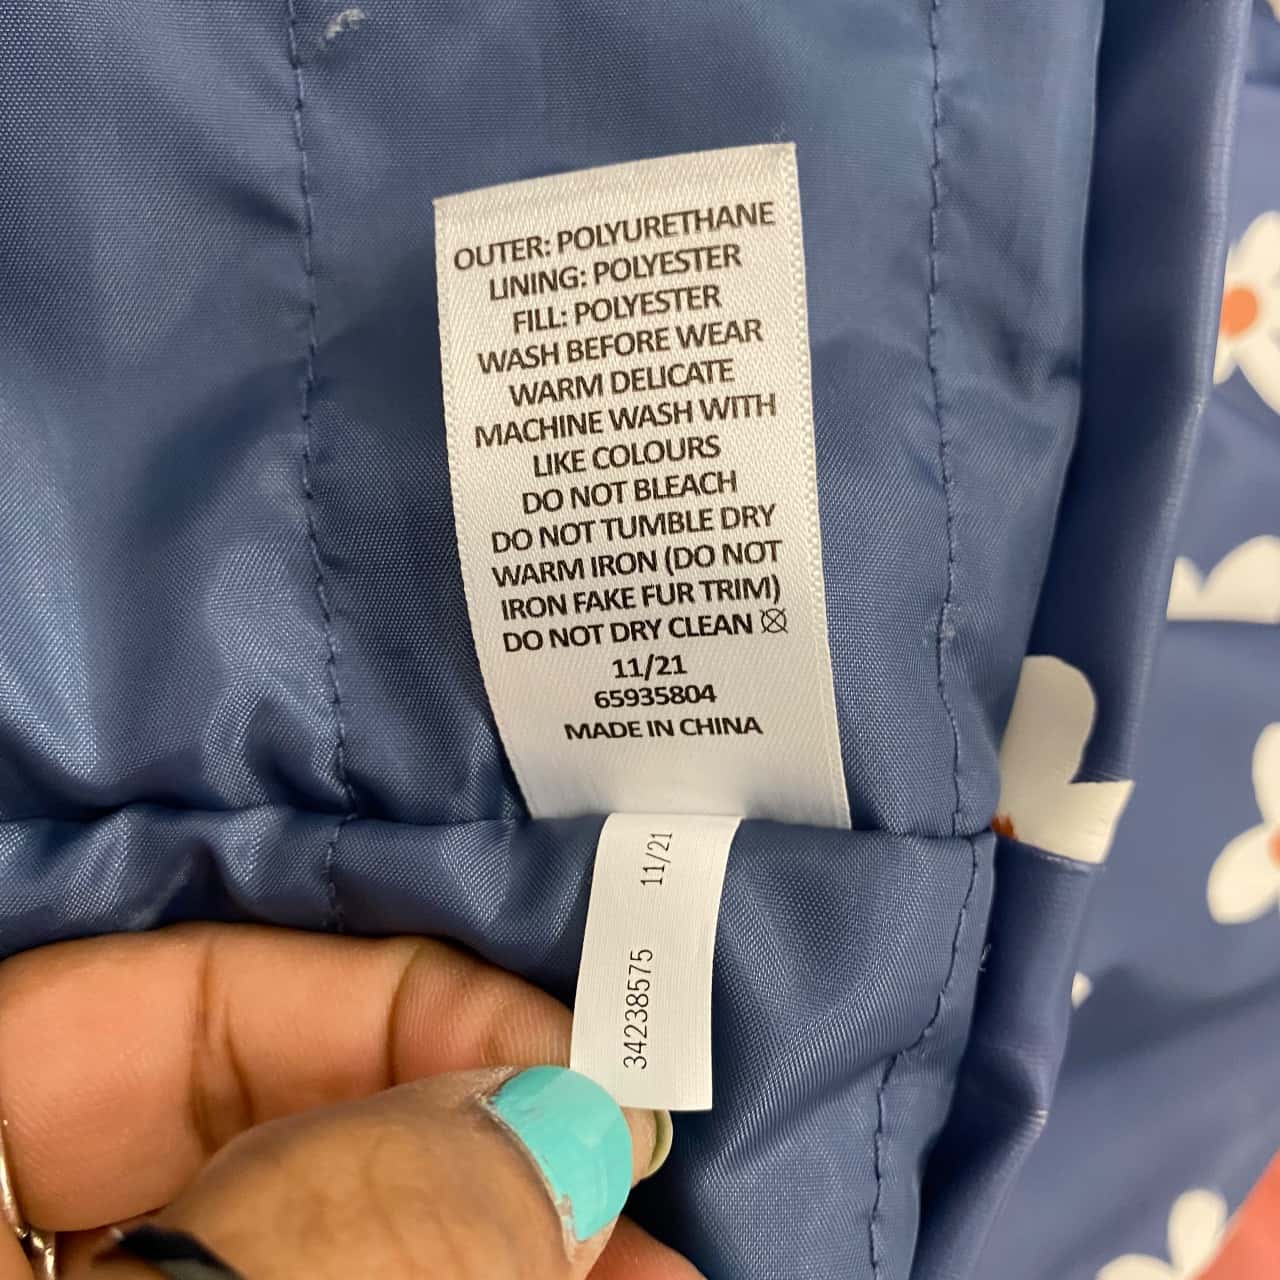 OUTER: POLYURETHANE
LINING: POLYESTER
FILL: POLYESTER
WASH BEFORE WEAR
WARM DELICATE
MACHINE WASH WITH
LIKE COLOURS
DO NOT BLEACH
DO NOT TUMBLE DRY
WARM IRON (DO NOT
IRON FAKE FUR TRIM)
DO NOT DRY CLEAN
11/21
65935804
MADE IN CHINA
34238575 11/21